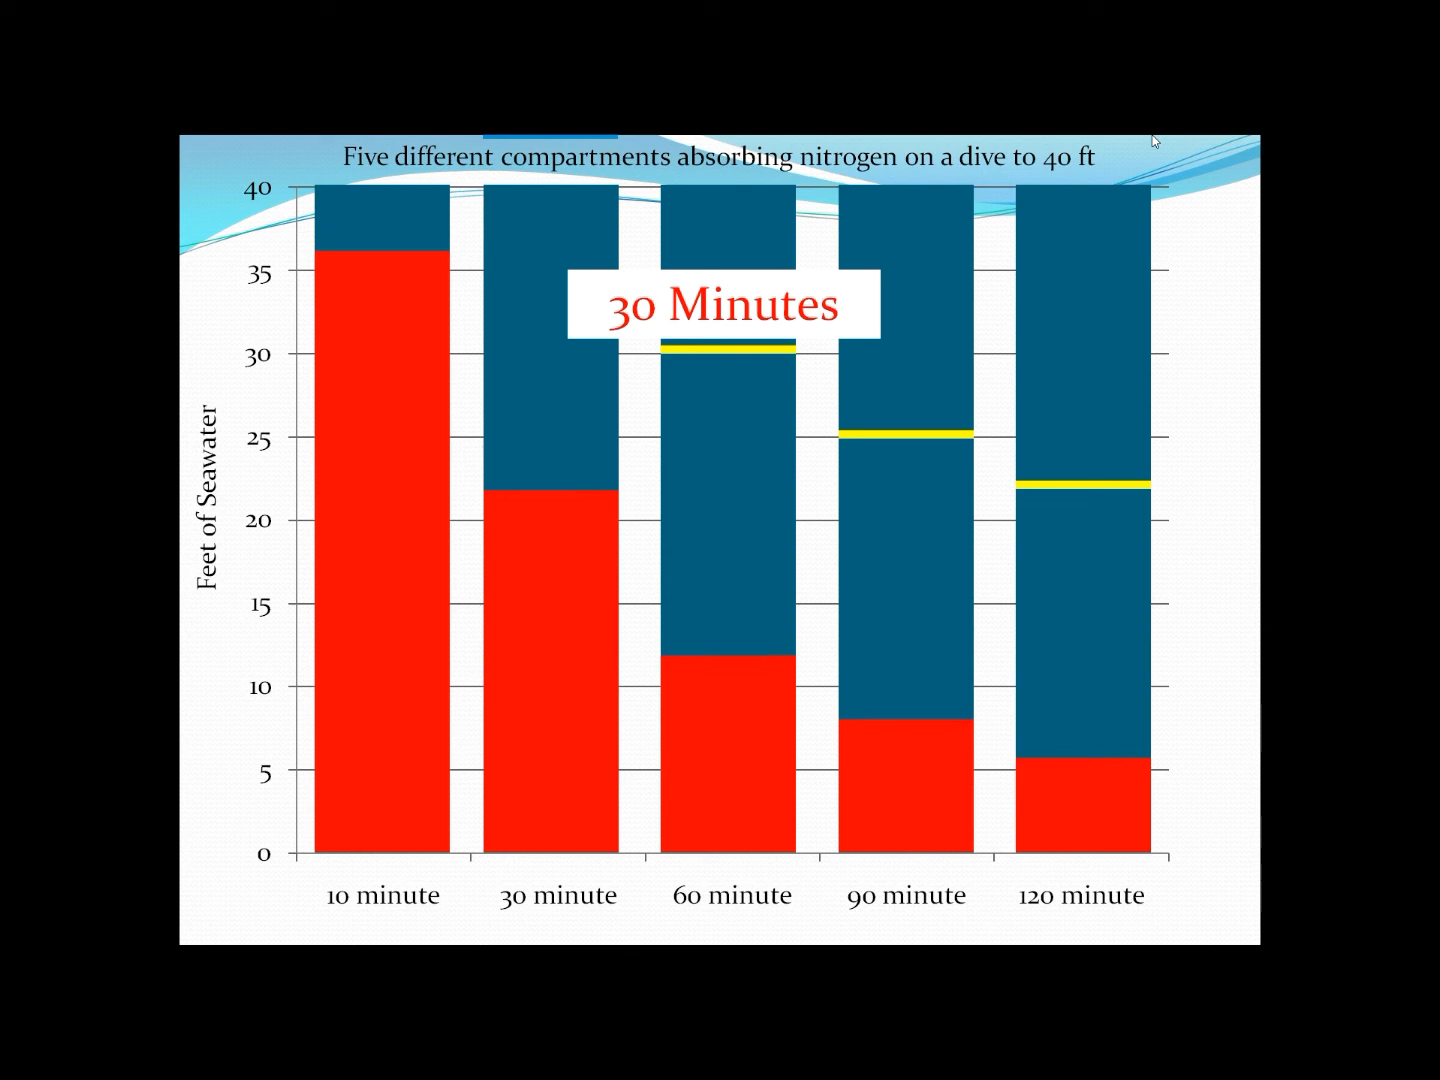 Five different compartments absorbing nitrogen on a dive to 40 ft
40
35
30 Minutes
30
25
20
15
10
5
0
Feet of Seawater
10 minute 30 minute 60 minute 90 minute 120 minute